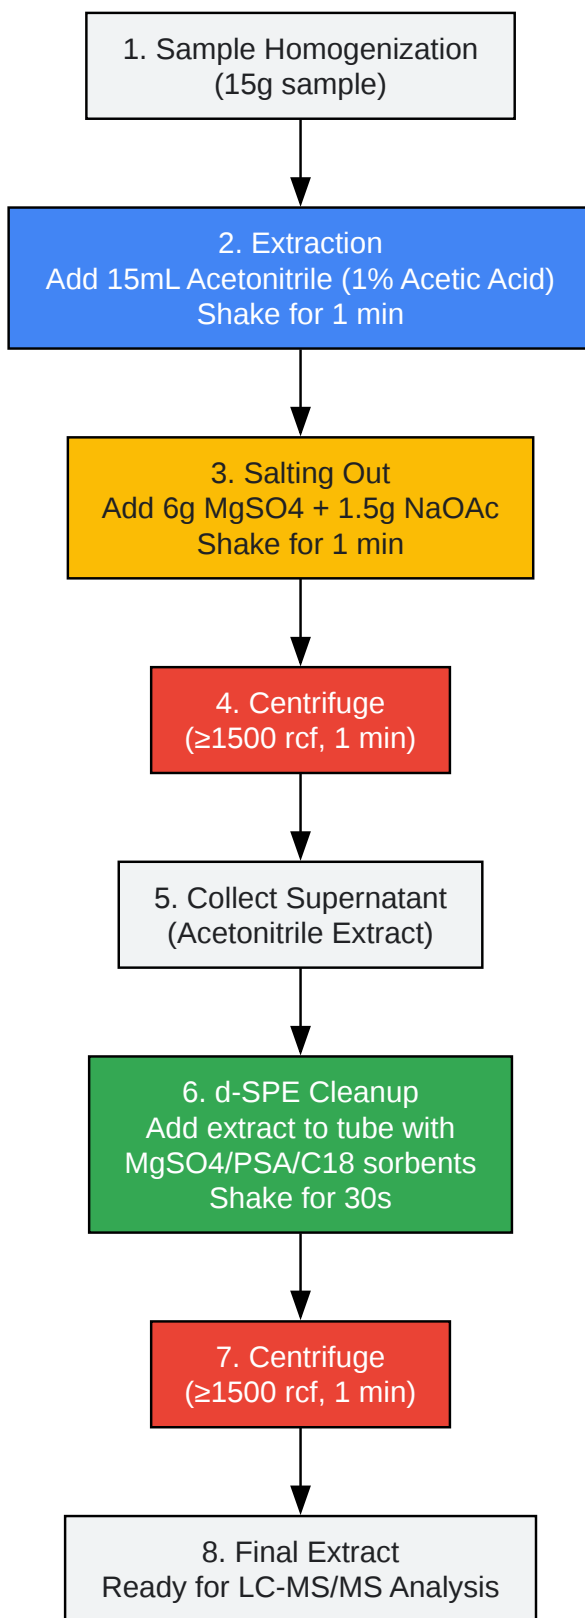 1. Sample Homogenization
(15g sample)
2. Extraction
Add 15mL Acetonitrile (1% Acetic Acid)
Shake for 1 min
3. Salting Out
Add 6g MgSO4 + 1.5g NaOAc
Shake for 1 min
4. Centrifuge
(≥1500 rcf, 1 min)
5. Collect Supernatant
(Acetonitrile Extract)
6. d-SPE Cleanup
Add extract to tube with
MgSO4/PSA/C18 sorbents
Shake for 30s
7. Centrifuge
(≥1500 rcf, 1 min)
8. Final Extract
Ready for LC-MS/MS Analysis